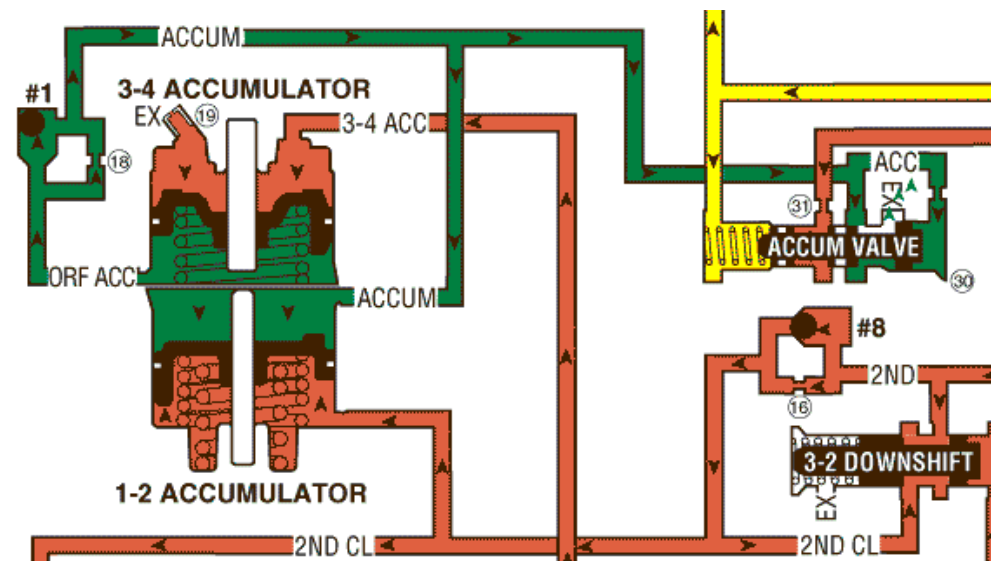 ACCUM
#1
3-4 ACCUMULATOR
EX
19
3-4 ACC
18
ACC
EX
31
ACCUM VALVE
ORF ACC
ACCUM
30
#8
2ND
16
3-2 DOWNSHIFT
1-2 ACCUMULATOR
EX
2ND CL
2ND CL